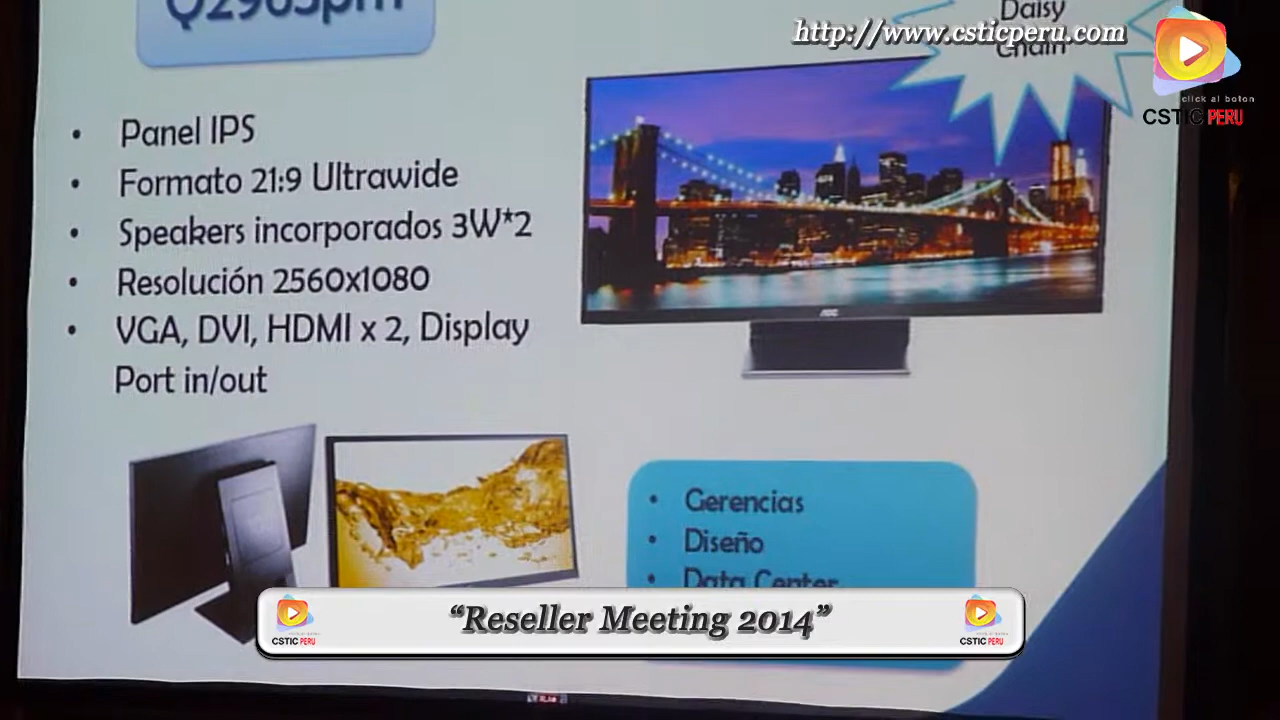 Daisy
Chain
http://www.csticperu.com
click al boton
CSTIC PERU
• Panel IPS
• Formato 21:9 Ultrawide
• Speakers incorporados 3W*2
• Resolución 2560x1080
• VGA, DVI, HDMI x 2, Display
Port in/out
AOC
• Gerencias
• Diseño
• Data Center
“Reseller Meeting 2014”
CSTIC PERU
CSTIC PERU